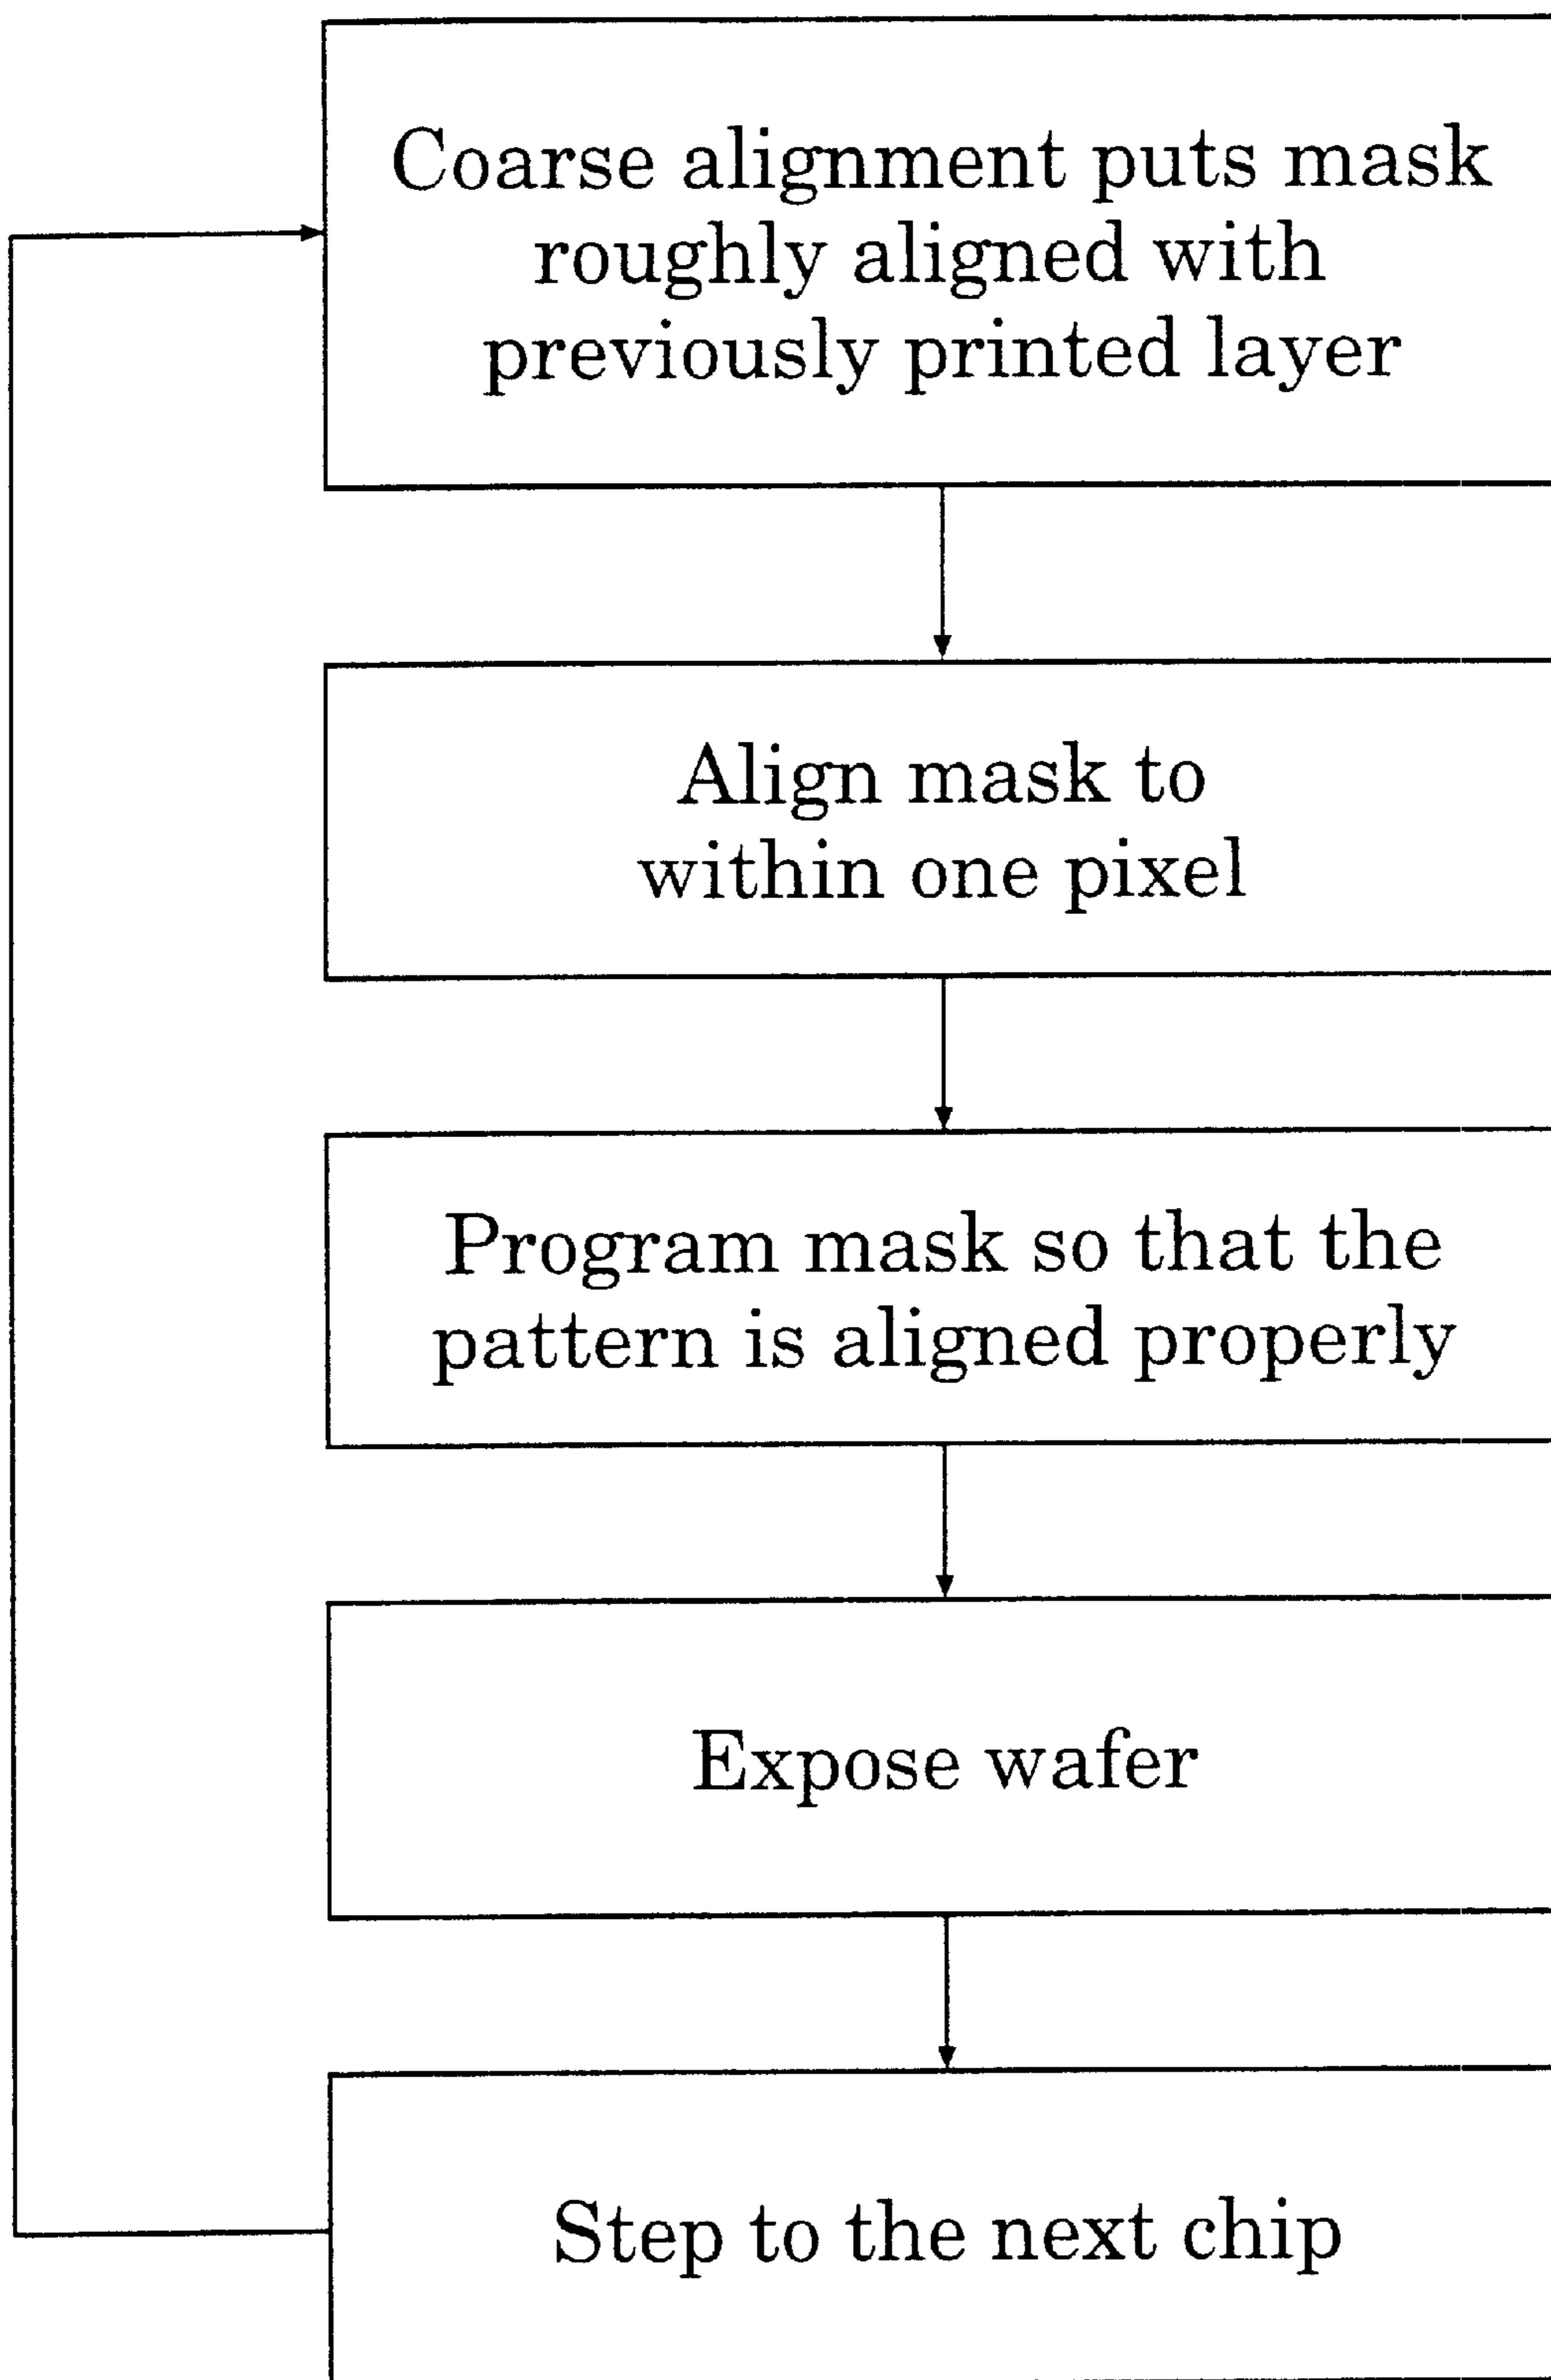 Coarse alignment puts mask
roughly aligned with
previously printed layer
Align mask to
within one pixel
Program mask so that the
pattern is aligned properly
Expose wafer
Step to the next chip